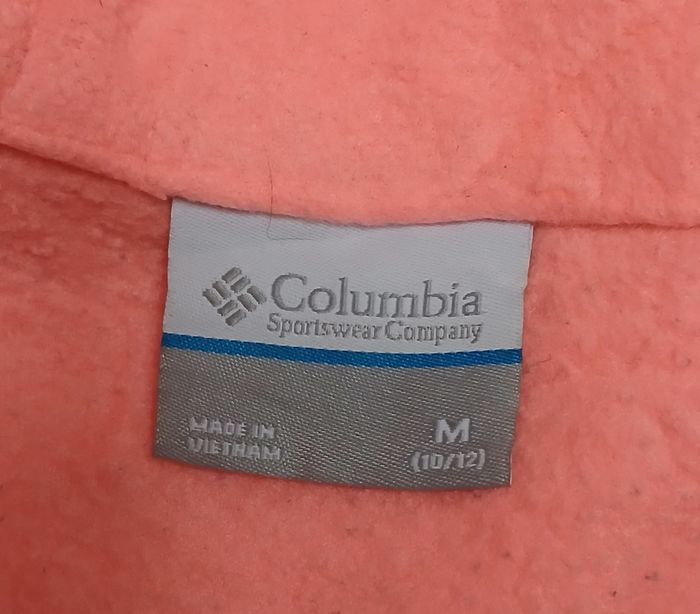 Columbia
Sportswear Company
MADE IN
VIETNAM
M
(10/12)